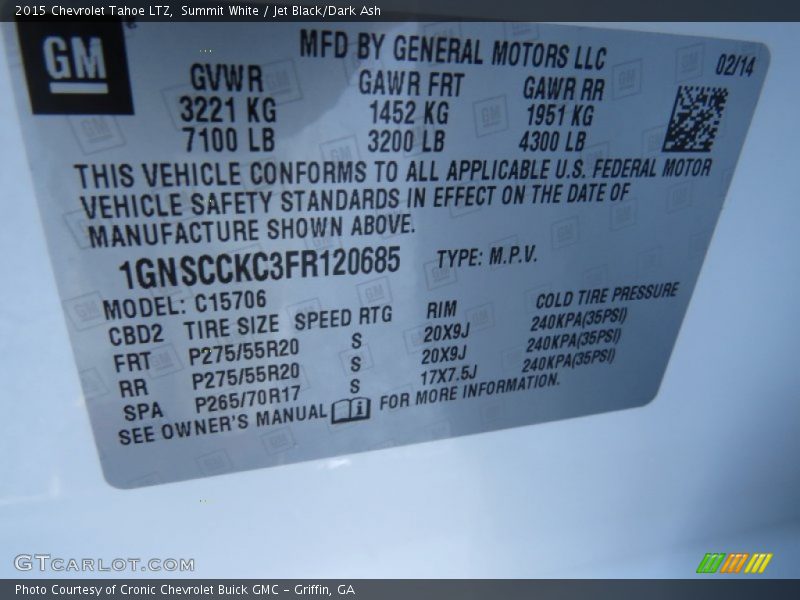 2015 Chevrolet Tahoe LTZ, Summit White / Jet Black/Dark Ash
GM
MFD BY GENERAL MOTORS LLC
02/14
GVWR GAWR FRT GAWR RR
3221 KG 1452 KG 1951 KG
7100 LB 3200 LB 4300 LB
THIS VEHICLE CONFORMS TO ALL APPLICABLE U.S. FEDERAL MOTOR
VEHICLE SAFETY STANDARDS IN EFFECT ON THE DATE OF
MANUFACTURE SHOWN ABOVE.
1GNSCCKC3FR120685 TYPE: M.P.V.
MODEL: C15706
CBD2 TIRE SIZE SPEED RTG RIM COLD TIRE PRESSURE
FRT P275/55R20 S 20X9J 240KPA(35PSI)
RR P275/55R20 S 20X9J 240KPA(35PSI)
SPA P265/70R17 S 17X7.5J 240KPA(35PSI)
SEE OWNER'S MANUAL FOR MORE INFORMATION.
GTCARLOT.COM
Photo Courtesy of Cronic Chevrolet Buick GMC – Griffin, GA